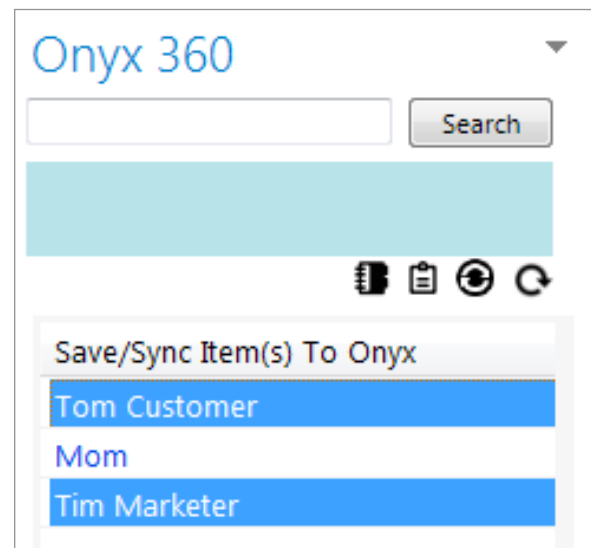 Onyx 360
Search
Save/Sync Item(s) To Onyx
Tom Customer
Mom
Tim Marketer